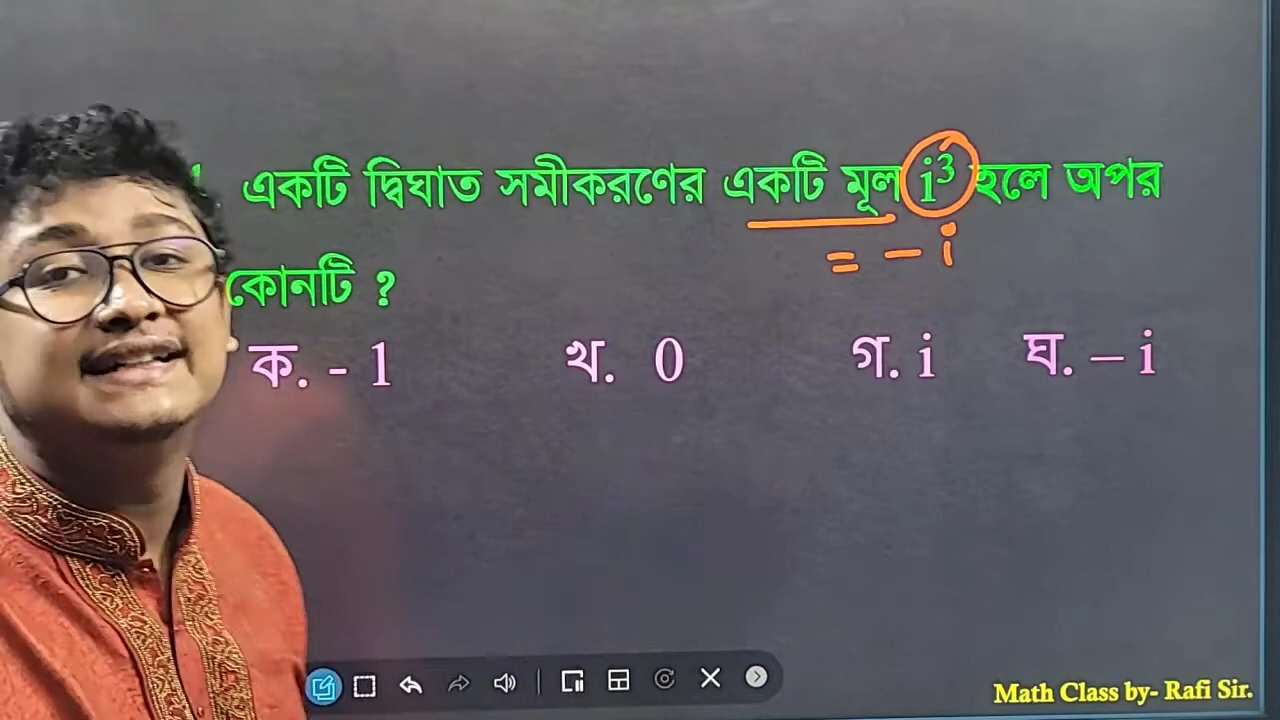 একটি দ্বিঘাত সমীকরণের একটি মূল i³ হলে অপর
= – i
কোনটি ?
ক. - 1 খ. 0 গ. i ঘ. – i
Math Class by- Rafi Sir.